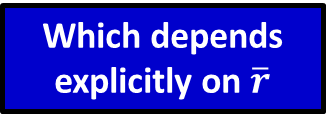 Which depends
explicitly on r̄